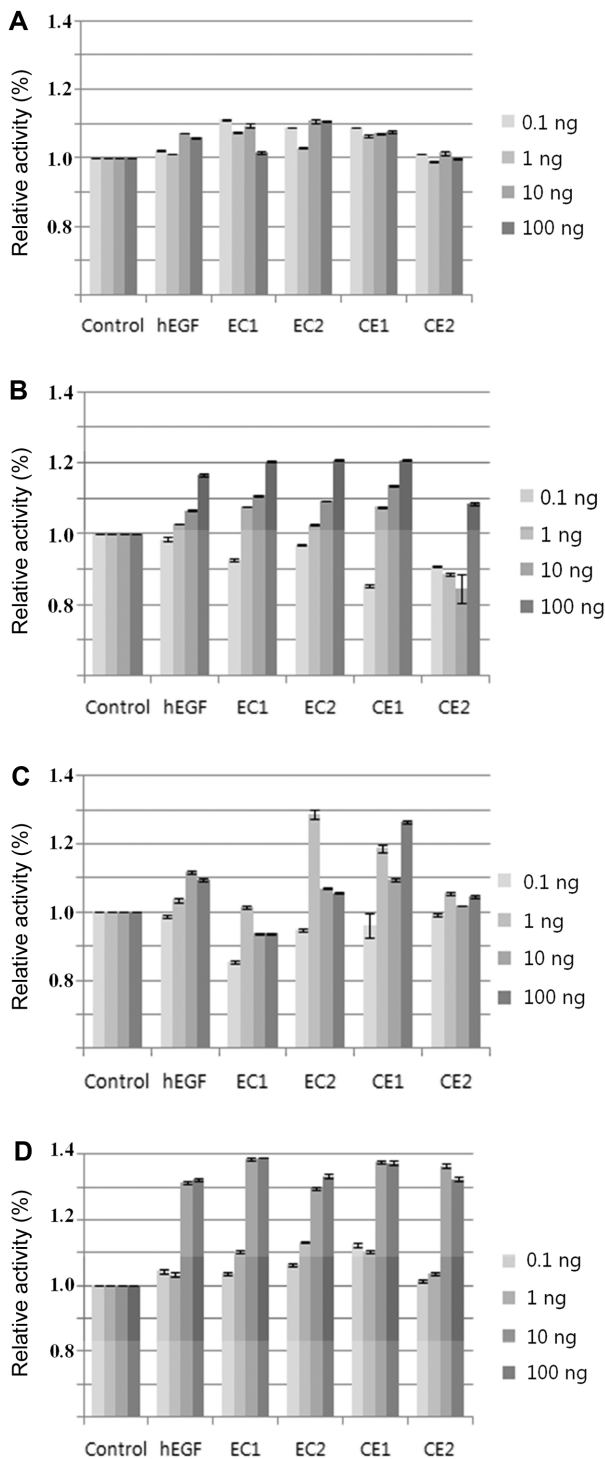 A
Relative activity (%)
1.4
1.2
1.0
0.8
Control hEGF EC1 EC2 CE1 CE2
0.1 ng
1 ng
10 ng
100 ng
B
Relative activity (%)
1.4
1.2
1.0
0.8
Control hEGF EC1 EC2 CE1 CE2
0.1 ng
1 ng
10 ng
100 ng
C
Relative activity (%)
1.4
1.2
1.0
0.8
Control hEGF EC1 EC2 CE1 CE2
0.1 ng
1 ng
10 ng
100 ng
D
Relative activity (%)
1.4
1.2
1.0
0.8
Control hEGF EC1 EC2 CE1 CE2
0.1 ng
1 ng
10 ng
100 ng